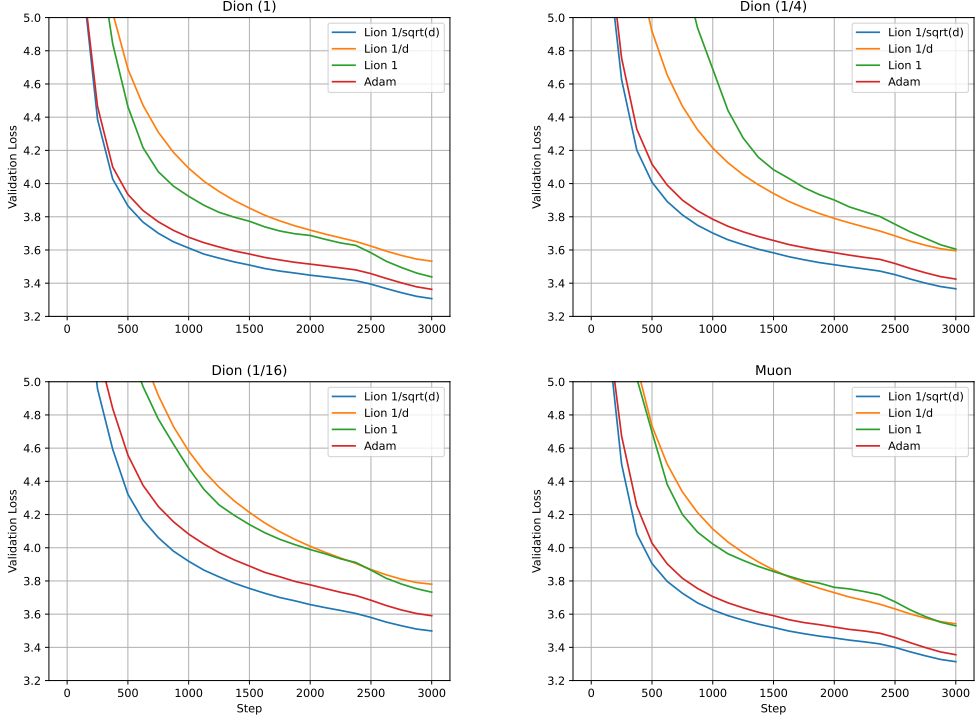 Dion (1)
Validation Loss
5.0
4.8
4.6
4.4
4.2
4.0
3.8
3.6
3.4
3.2
0
500
1000
1500
2000
2500
3000
Lion 1/sqrt(d)
Lion 1/d
Lion 1
Adam
Dion (1/4)
Validation Loss
5.0
4.8
4.6
4.4
4.2
4.0
3.8
3.6
3.4
3.2
0
500
1000
1500
2000
2500
3000
Lion 1/sqrt(d)
Lion 1/d
Lion 1
Adam
Dion (1/16)
Validation Loss
5.0
4.8
4.6
4.4
4.2
4.0
3.8
3.6
3.4
3.2
0
500
1000
1500
2000
2500
3000
Step
Lion 1/sqrt(d)
Lion 1/d
Lion 1
Adam
Muon
Validation Loss
5.0
4.8
4.6
4.4
4.2
4.0
3.8
3.6
3.4
3.2
0
500
1000
1500
2000
2500
3000
Step
Lion 1/sqrt(d)
Lion 1/d
Lion 1
Adam